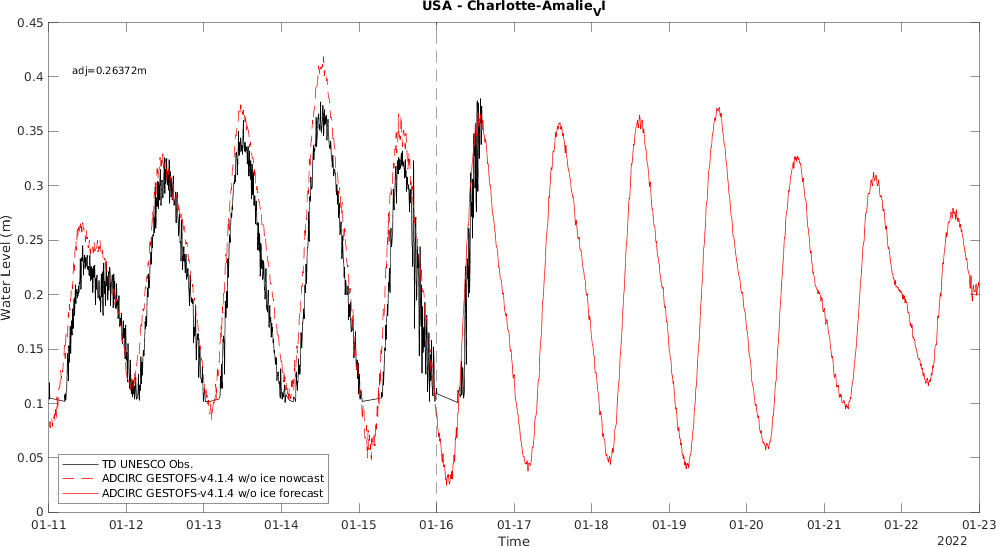 USA - Charlotte-AmalieVI
0.45
0.4
0.35
0.3
0.25
0.2
0.15
0.1
0.05
0
Water Level (m)
adj=0.26372m
TD UNESCO Obs.
ADCIRC GESTOFS-v4.1.4 w/o ice nowcast
ADCIRC GESTOFS-v4.1.4 w/o ice forecast
01-11 01-12 01-13 01-14 01-15 01-16 01-17 01-18 01-19 01-20 01-21 01-22 01-23
Time
2022